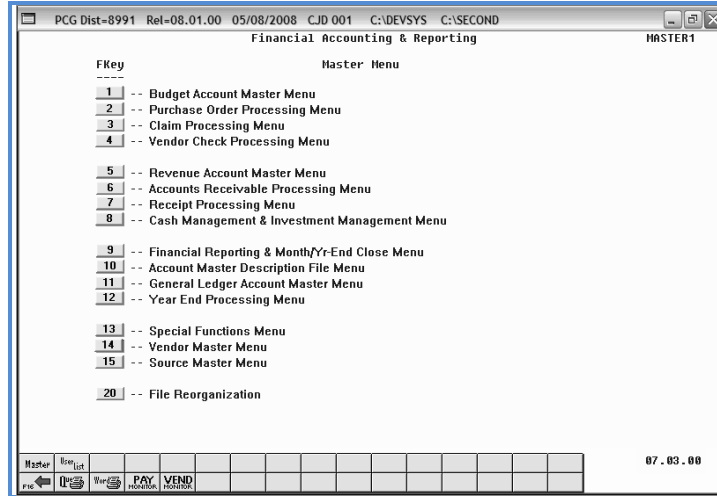 PCG Dist=8991 Rel=08.01.00 05/08/2008 CJD 001 C:\DEVSYS C:\SECOND
Financial Accounting & Reporting MASTER1
FKey Master Menu
----
1 -- Budget Account Master Menu
2 -- Purchase Order Processing Menu
3 -- Claim Processing Menu
4 -- Vendor Check Processing Menu
5 -- Revenue Account Master Menu
6 -- Accounts Receivable Processing Menu
7 -- Receipt Processing Menu
8 -- Cash Management & Investment Management Menu
9 -- Financial Reporting & Month/Yr-End Close Menu
10 -- Account Master Description File Menu
11 -- General Ledger Account Master Menu
12 -- Year End Processing Menu
13 -- Special Functions Menu
14 -- Vendor Master Menu
15 -- Source Master Menu
20 -- File Reorganization
Master User List 07.03.00
F16 Que Word PAY MONITOR VEND MONITOR